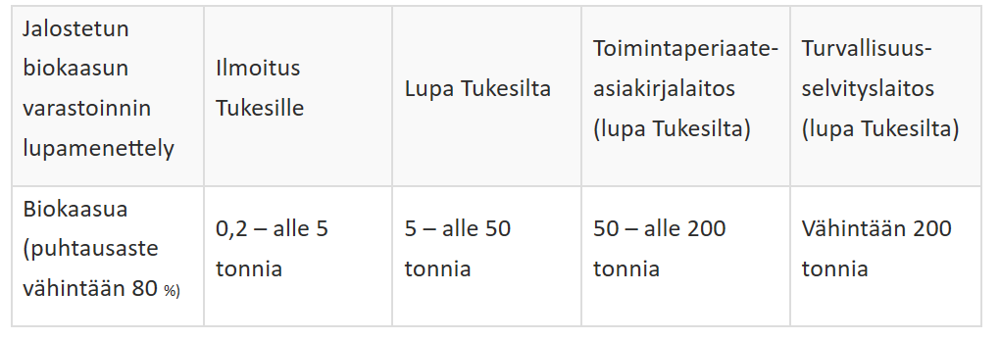 Jalostetun
biokaasun
varastoinnin
lupamenettely
Ilmoitus
Tukesille
Lupa Tukesilta
Toimintaperiaate-
asiakirjalaitos
(lupa Tukesilta)
Turvallisuus-
selvityslaitos
(lupa Tukesilta)
Biokaasua
(puhtausaste
vähintään 80 %)
0,2 – alle 5
tonnia
5 – alle 50
tonnia
50 – alle 200
tonnia
Vähintään 200
tonnia